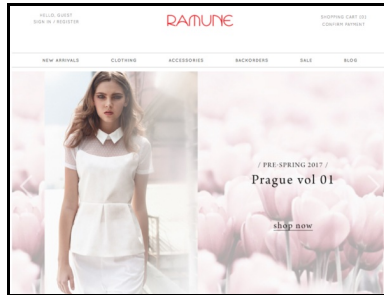 HELLO, GUEST
SIGN IN / REGISTER
RAMUNE
SHOPPING CART (0)
CONFIRM PAYMENT
NEW ARRIVALS
CLOTHING
ACCESSORIES
BACKORDERS
SALE
BLOG
/ PRE-SPRING 2017 /
Prague vol 01
shop now